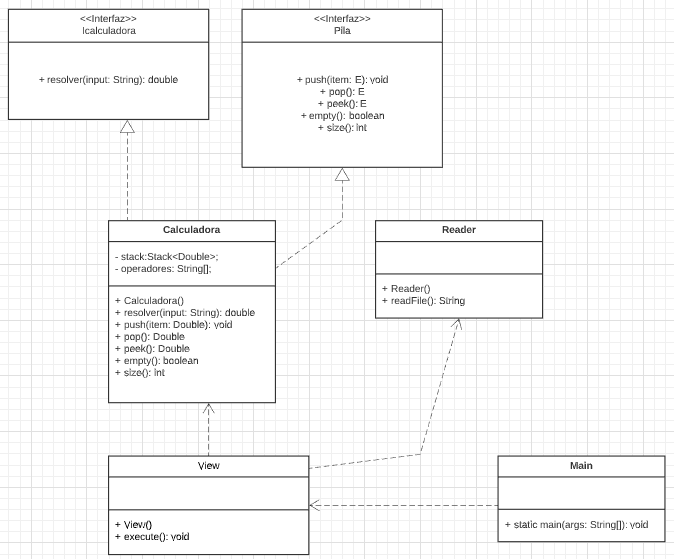 <<Interfaz>>
Icalculadora
+ resolver(input: String): double
<<Interfaz>>
Pila
+ push(item: E): void
+ pop(): E
+ peek(): E
+ empty(): boolean
+ size(): int
Calculadora
- stack:Stack<Double>;
- operadores: String[];
+ Calculadora()
+ resolver(input: String): double
+ push(item: Double): void
+ pop(): Double
+ peek(): Double
+ empty(): boolean
+ size(): int
Reader
+ Reader()
+ readFile(): String
View
+ View()
+ execute(): void
Main
+ static main(args: String[]): void